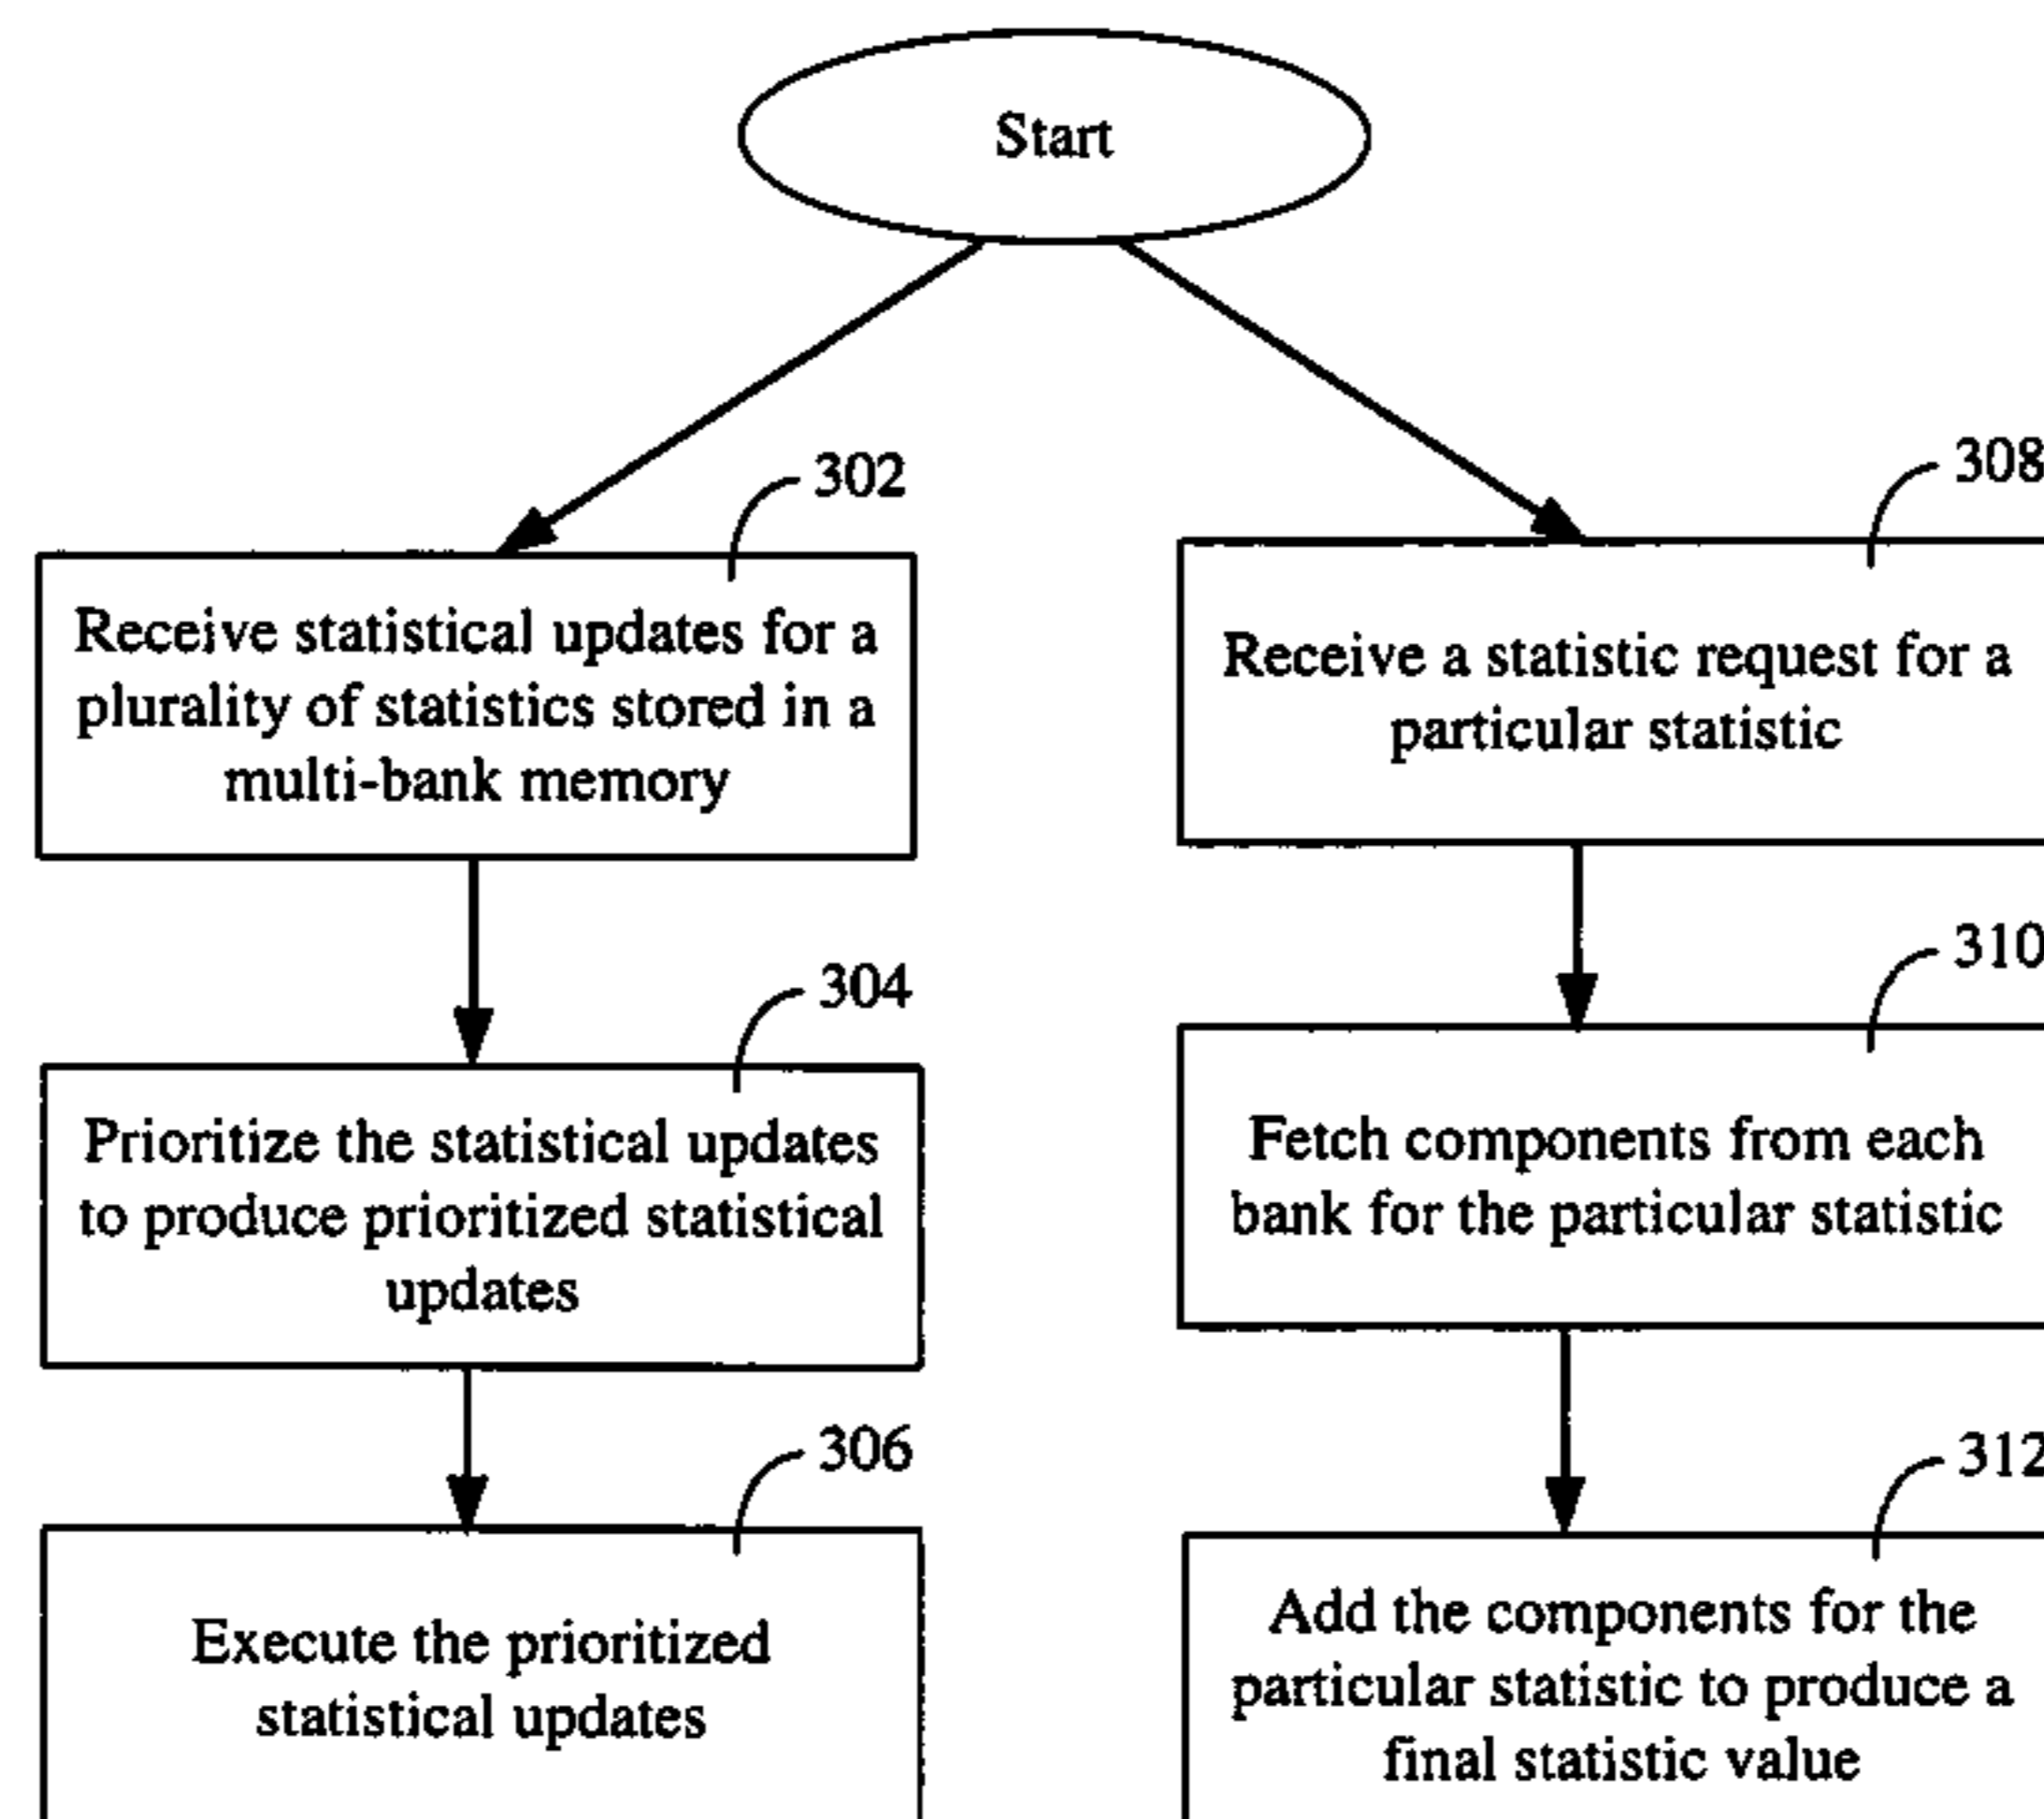 Start
302
Receive statistical updates for a
plurality of statistics stored in a
multi-bank memory
304
Prioritize the statistical updates
to produce prioritized statistical
updates
306
Execute the prioritized
statistical updates
308
Receive a statistic request for a
particular statistic
310
Fetch components from each
bank for the particular statistic
312
Add the components for the
particular statistic to produce a
final statistic value